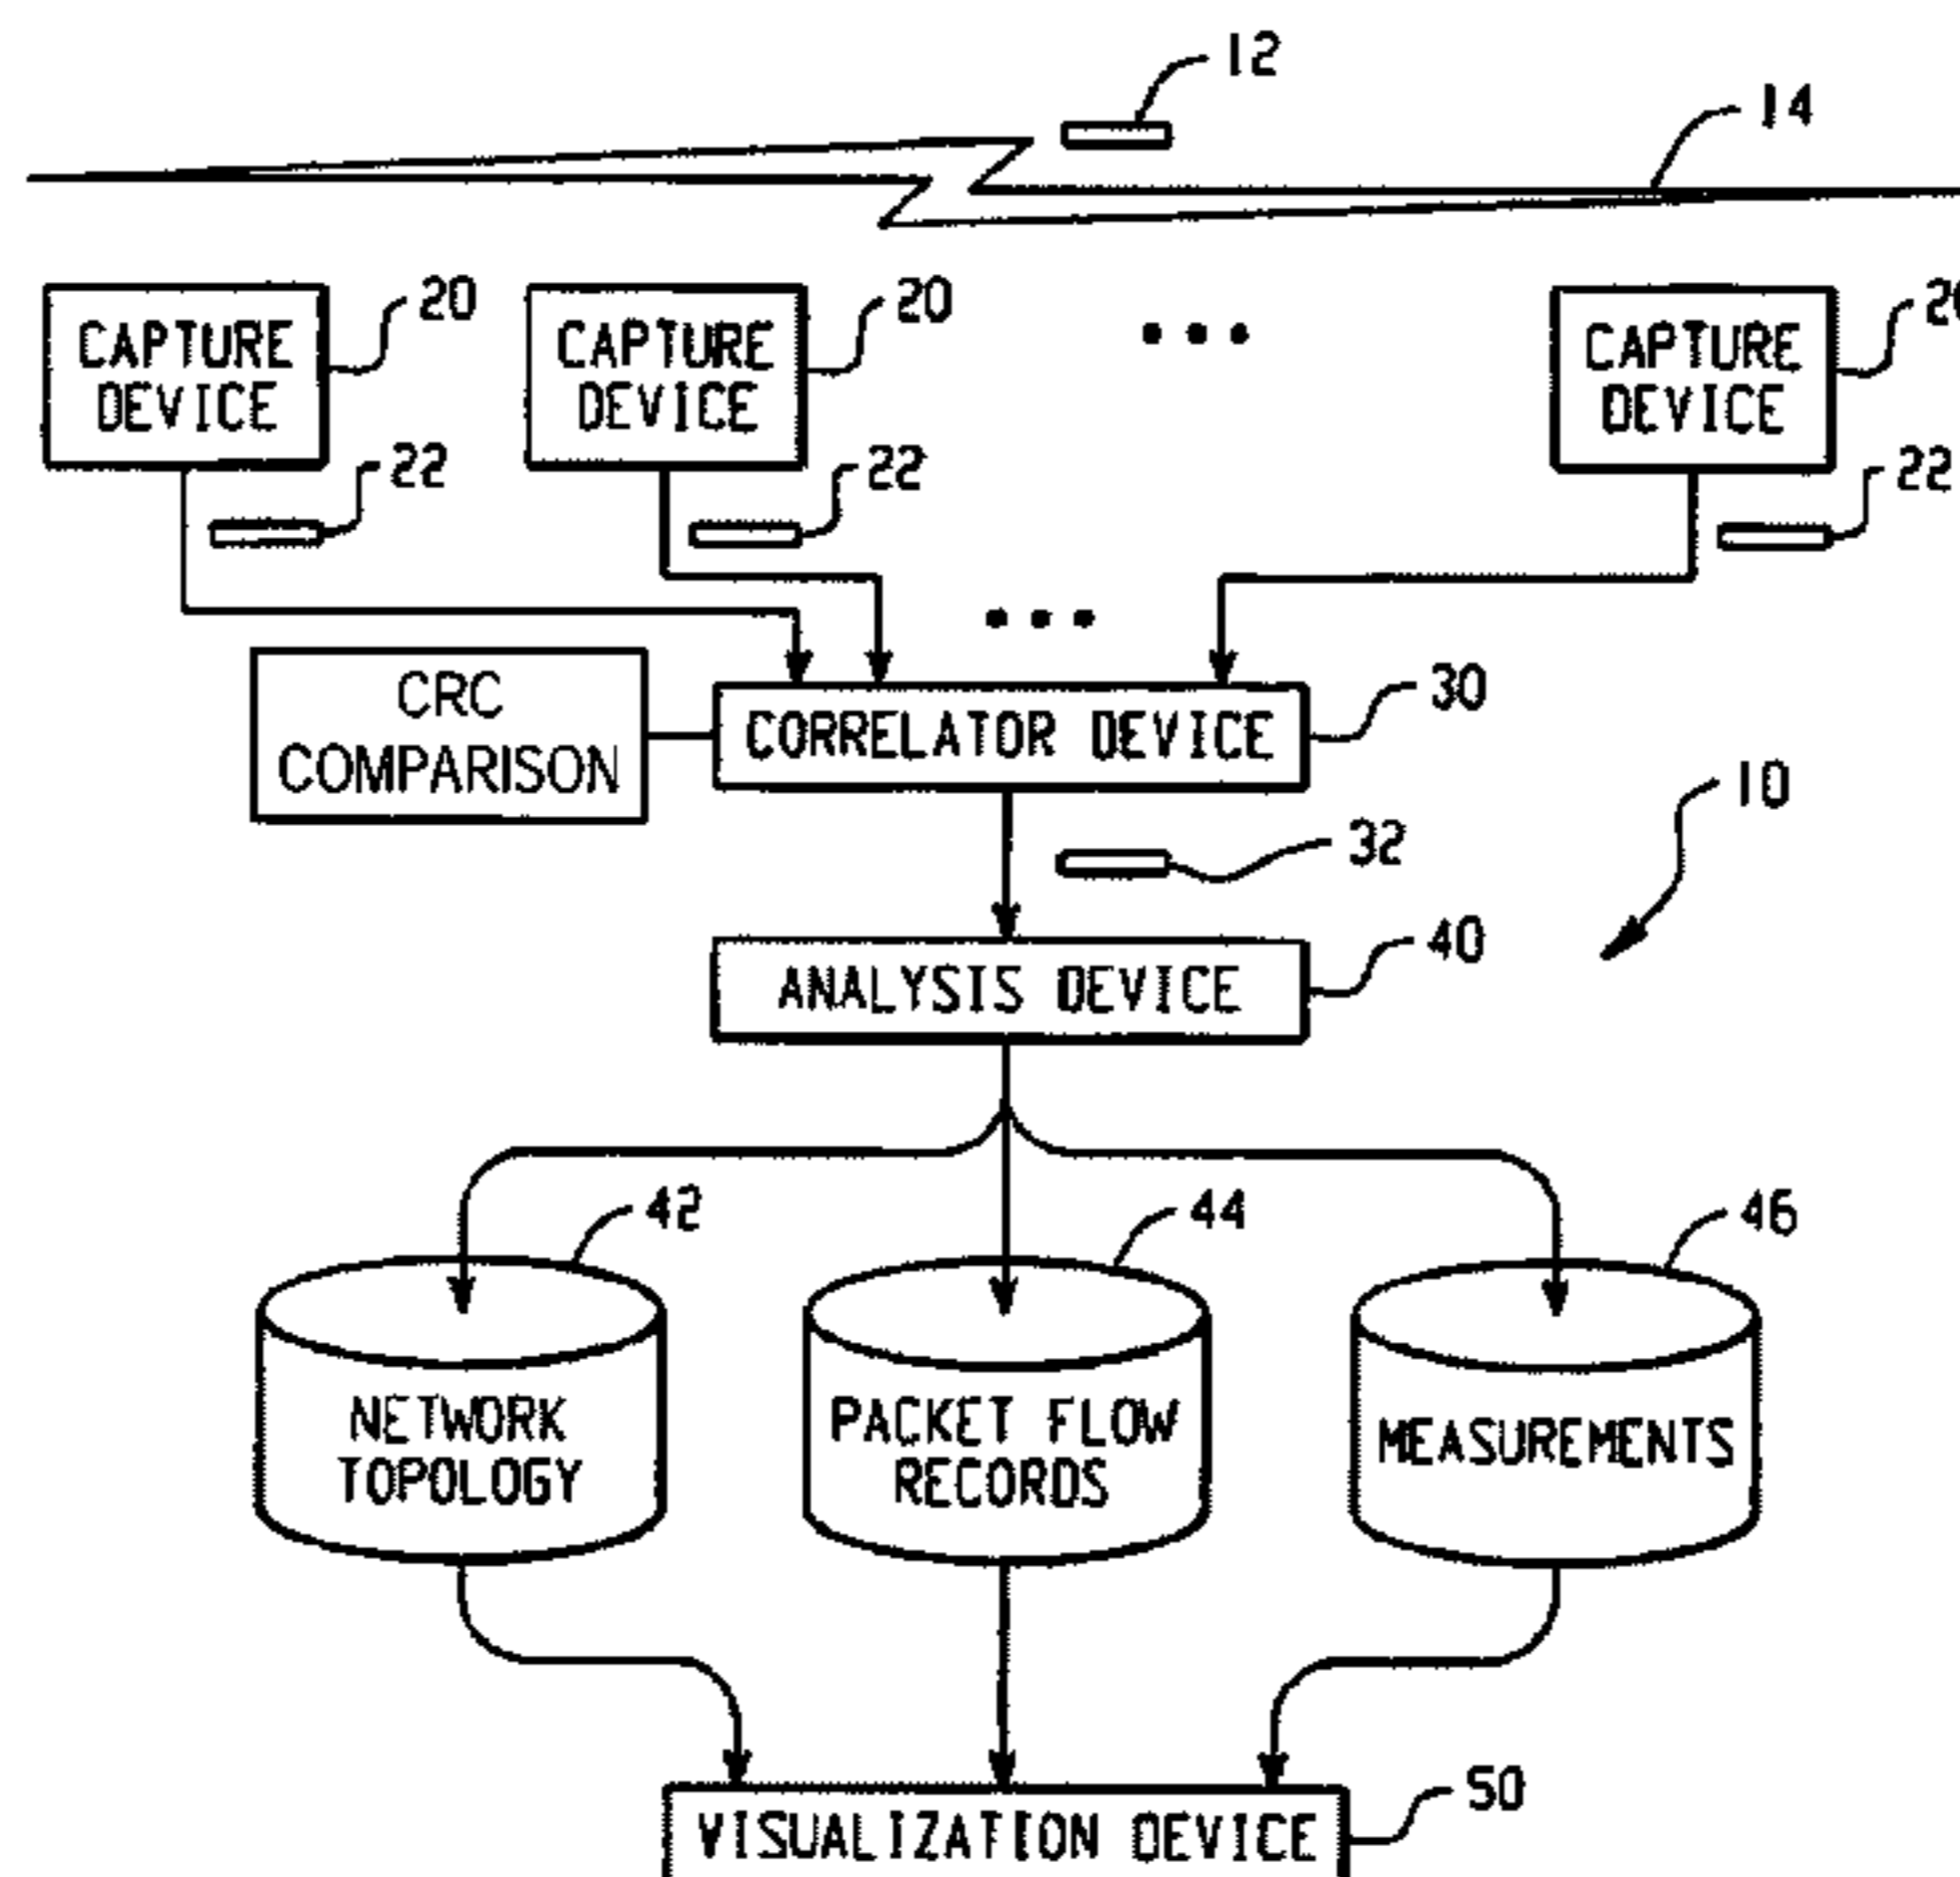 12
14
20
20
20
CAPTURE
DEVICE
CAPTURE
DEVICE
CAPTURE
DEVICE
22
22
22
CRC
COMPARISON
CORRELATOR DEVICE
30
10
32
40
ANALYSIS DEVICE
42
44
46
NETWORK
TOPOLOGY
PACKET FLOW
RECORDS
MEASUREMENTS
50
VISUALIZATION DEVICE